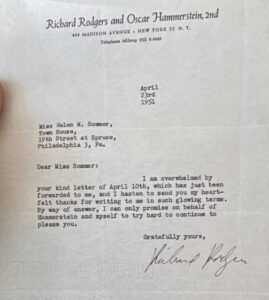 Richard Rodgers and Oscar Hammerstein, 2nd
488 MADISON AVENUE • NEW YORK 22 N. Y.
Telephone
April
23rd
1951
Miss Helen M. Sommer,
Town House,
19th Street at Spruce,
Philadelphia 3, Pa.
Dear Miss Sommer:
I am overwhelmed by
your kind letter of April 10th, which has just been
forwarded to me, and I hasten to send you my heart-
felt thanks for writing to me in such glowing terms.
By way of answer, I can only promise on behalf of
Hammerstein and myself to try hard to continue to
please you.
Gratefully yours,
Richard Rodgers